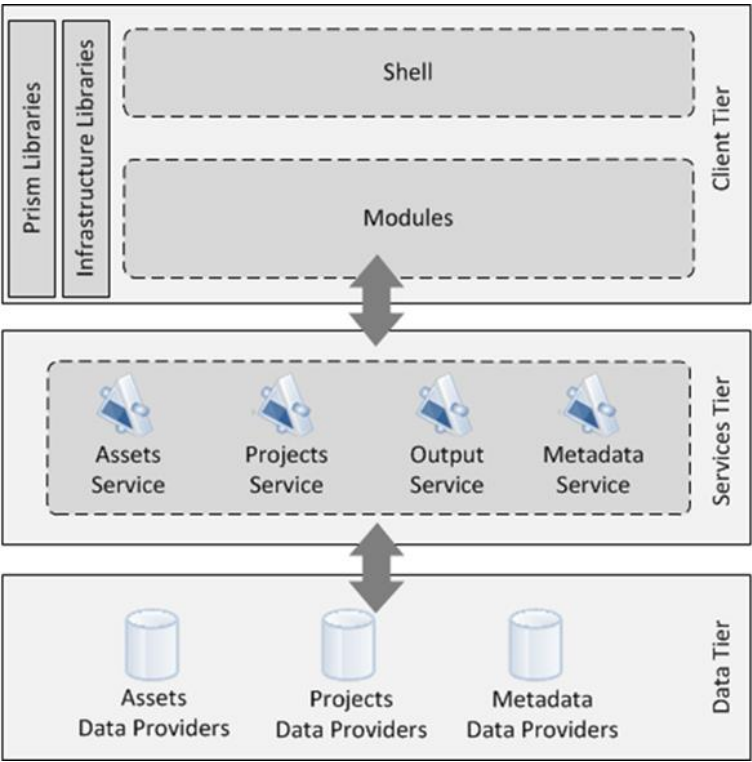 Prism Libraries
Infrastructure Libraries
Shell
Modules
Client Tier
Assets
Service
Projects
Service
Output
Service
Metadata
Service
Services Tier
Assets
Data Providers
Projects
Data Providers
Metadata
Data Providers
Data Tier